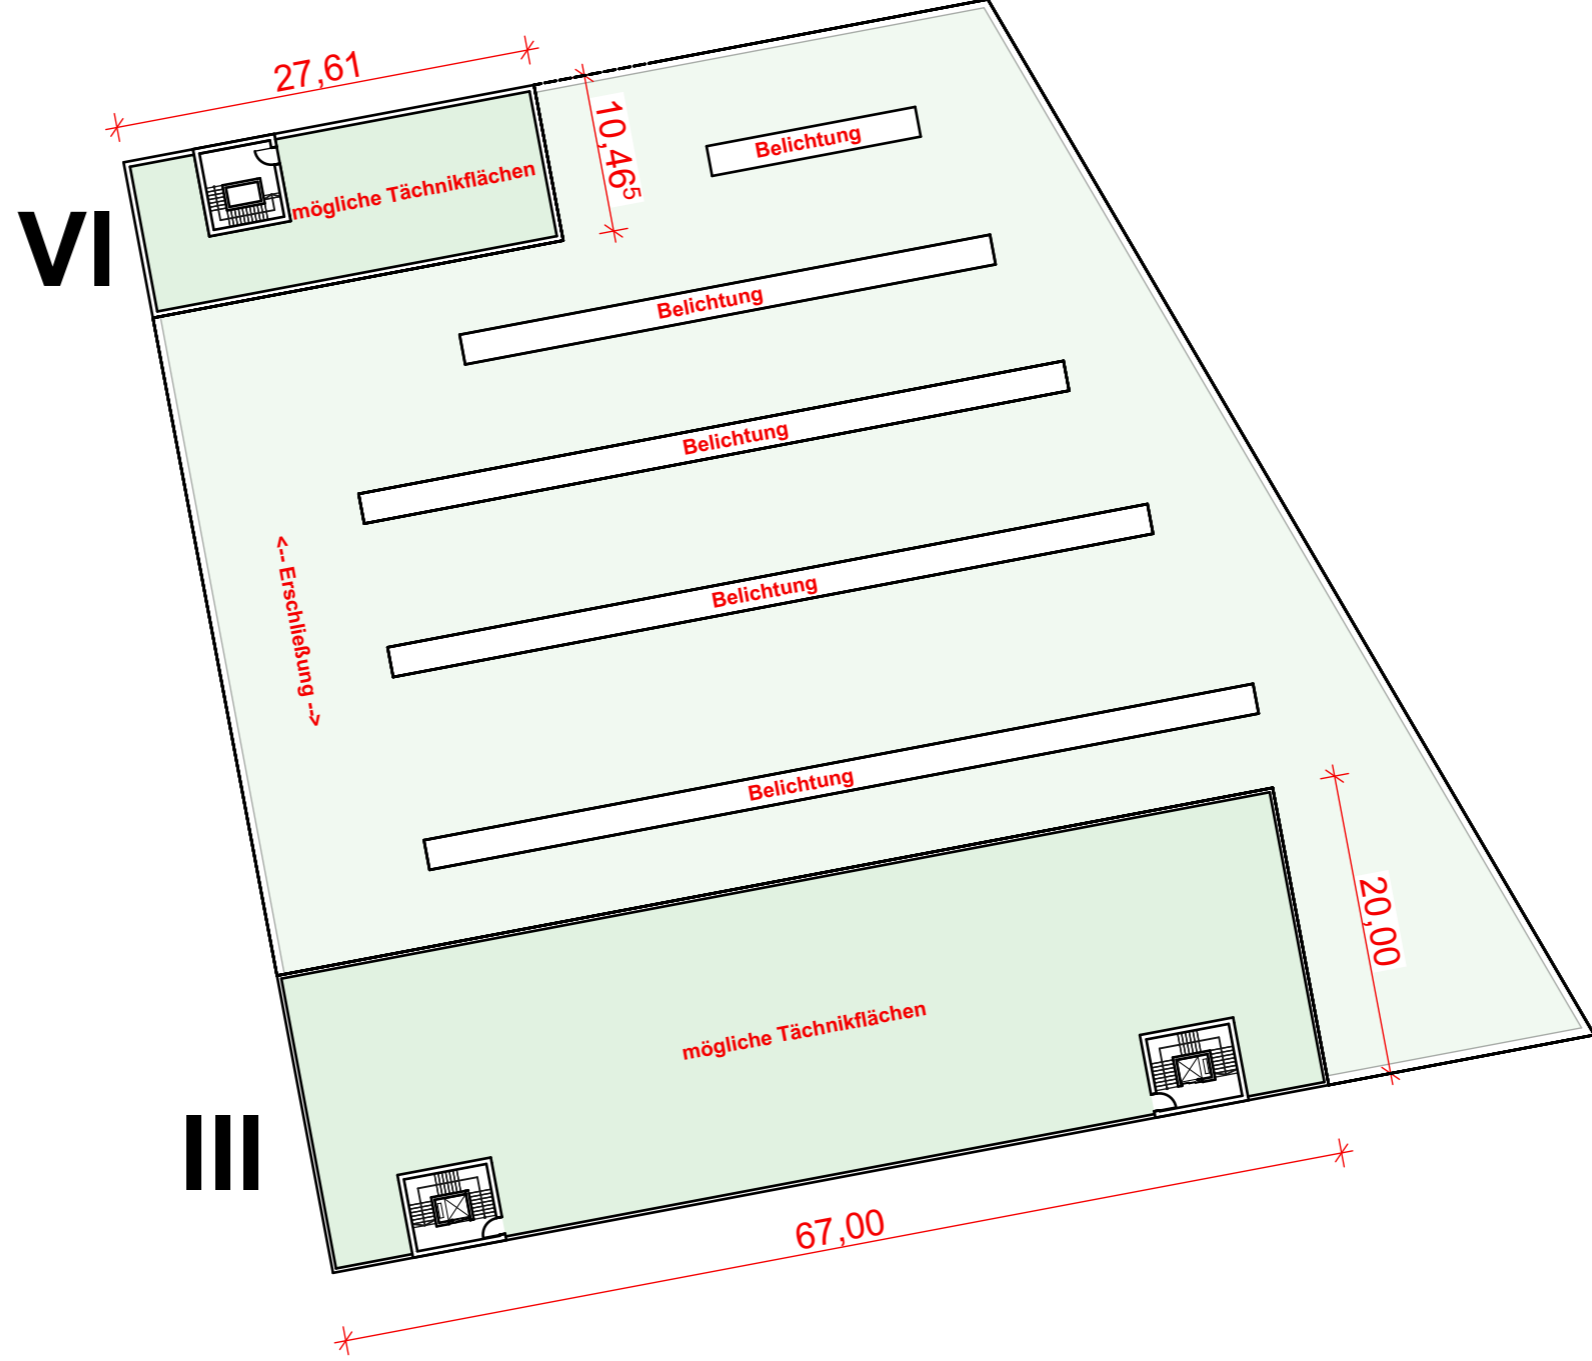 27,61
10,46⁵
Belichtung
mögliche Tächnikflächen
VI
Belichtung
Belichtung
<-- Erschließung -->
Belichtung
Belichtung
20,00
mögliche Tächnikflächen
III
67,00